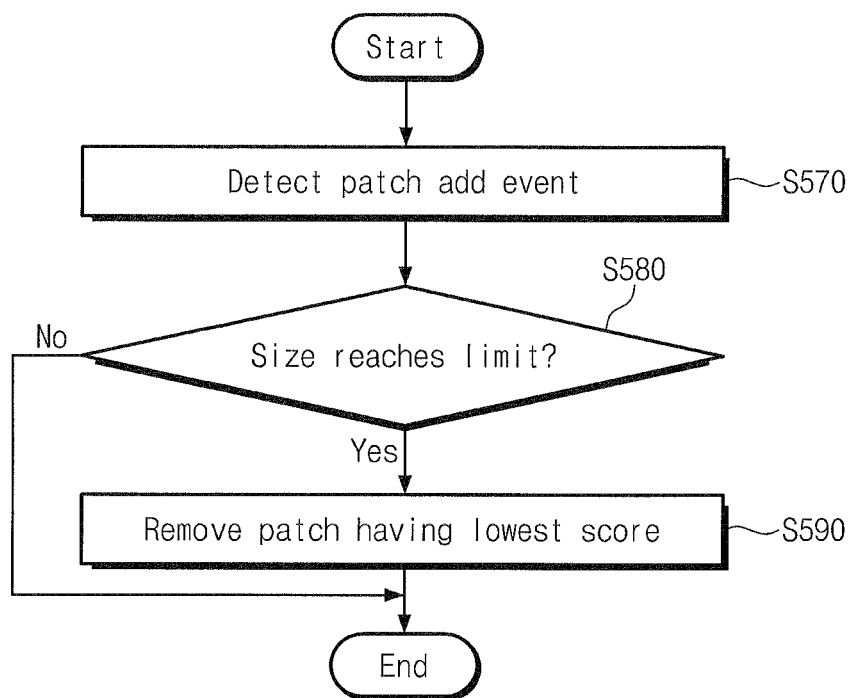 Start
Detect patch add event
S570
S580
No
Size reaches limit?
Yes
Remove patch having lowest score
S590
End